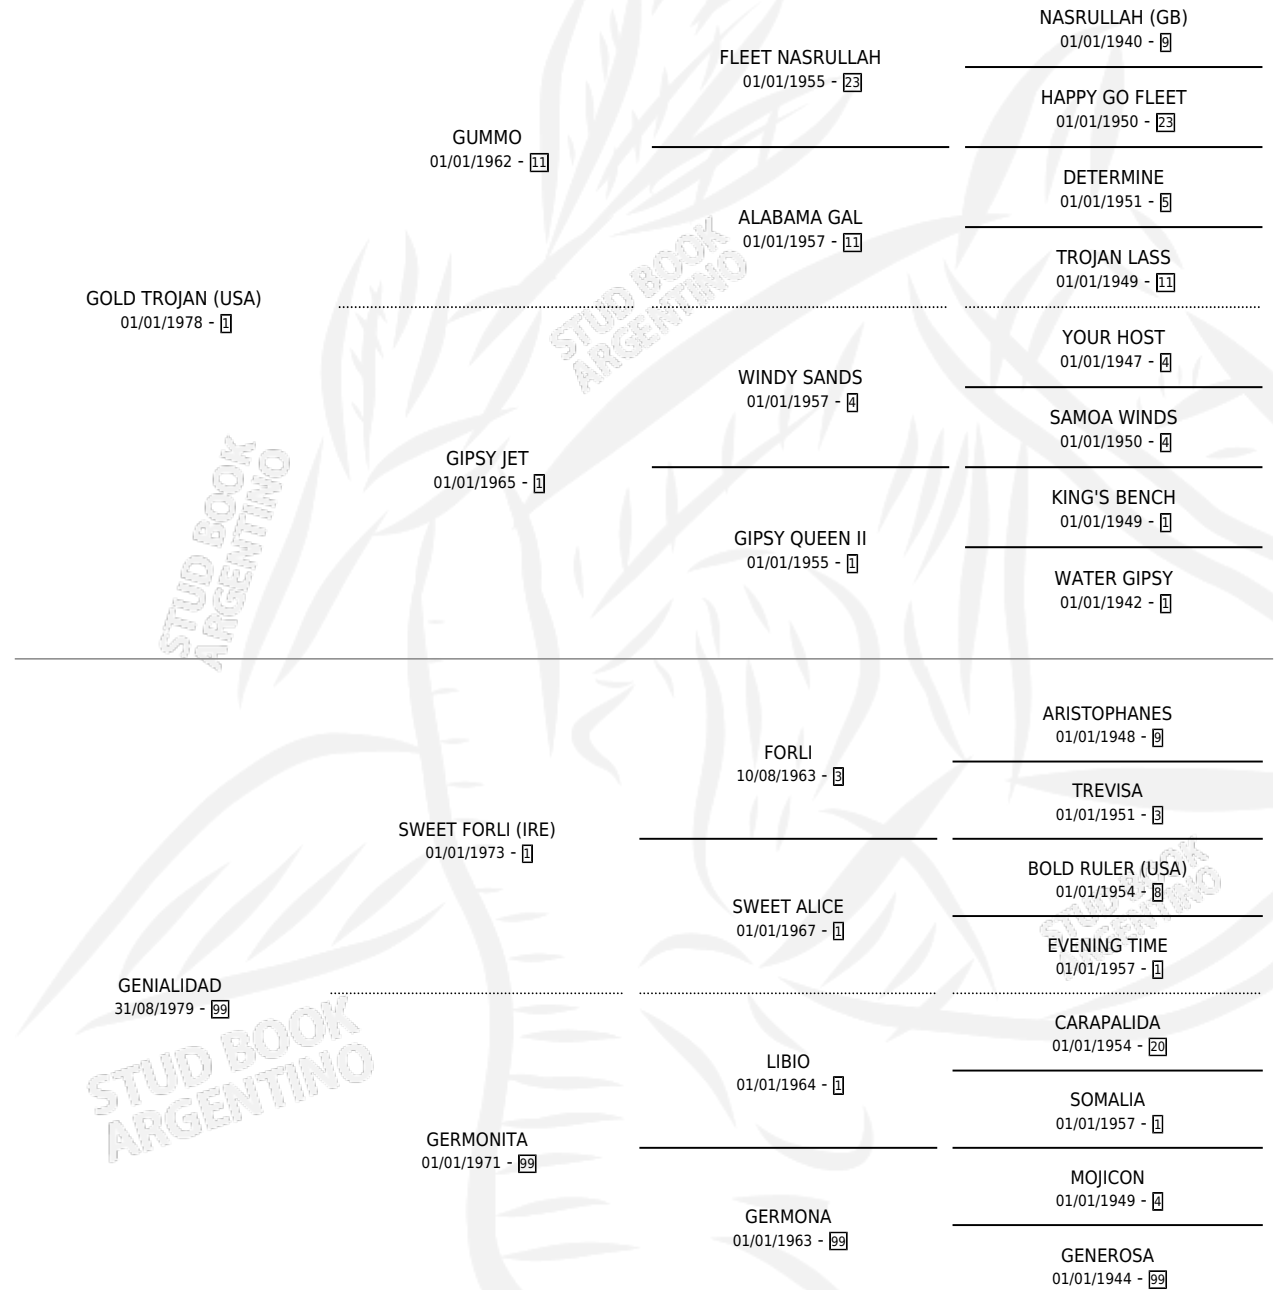 NASRULLAH (GB)
01/01/1940 - 9
FLEET NASRULLAH
01/01/1955 - 23
HAPPY GO FLEET
01/01/1950 - 23
GUMMO
01/01/1962 - 11
DETERMINE
01/01/1951 - 5
ALABAMA GAL
01/01/1957 - 11
TROJAN LASS
01/01/1949 - 11
GOLD TROJAN (USA)
01/01/1978 - 1
STUD BOOK
ARGENTINO
YOUR HOST
01/01/1947 - 4
WINDY SANDS
01/01/1957 - 4
SAMOA WINDS
01/01/1950 - 4
GIPSY JET
01/01/1965 - 1
KING'S BENCH
01/01/1949 - 1
GIPSY QUEEN II
01/01/1955 - 1
WATER GIPSY
01/01/1942 - 1
STUD BOOK
ARGENTINO
ARISTOPHANES
01/01/1948 - 9
FORLI
10/08/1963 - 3
TREVISA
01/01/1951 - 3
SWEET FORLI (IRE)
01/01/1973 - 1
BOLD RULER (USA)
01/01/1954 - 8
SWEET ALICE
01/01/1967 - 1
STUD BOOK
ARGENTINO
EVENING TIME
01/01/1957 - 1
GENIALIDAD
31/08/1979 - 99
STUD BOOK
ARGENTINO
CARAPALIDA
01/01/1954 - 20
LIBIO
01/01/1964 - 1
SOMALIA
01/01/1957 - 1
GERMONITA
01/01/1971 - 99
MOJICON
01/01/1949 - 4
GERMONA
01/01/1963 - 99
GENEROSA
01/01/1944 - 99